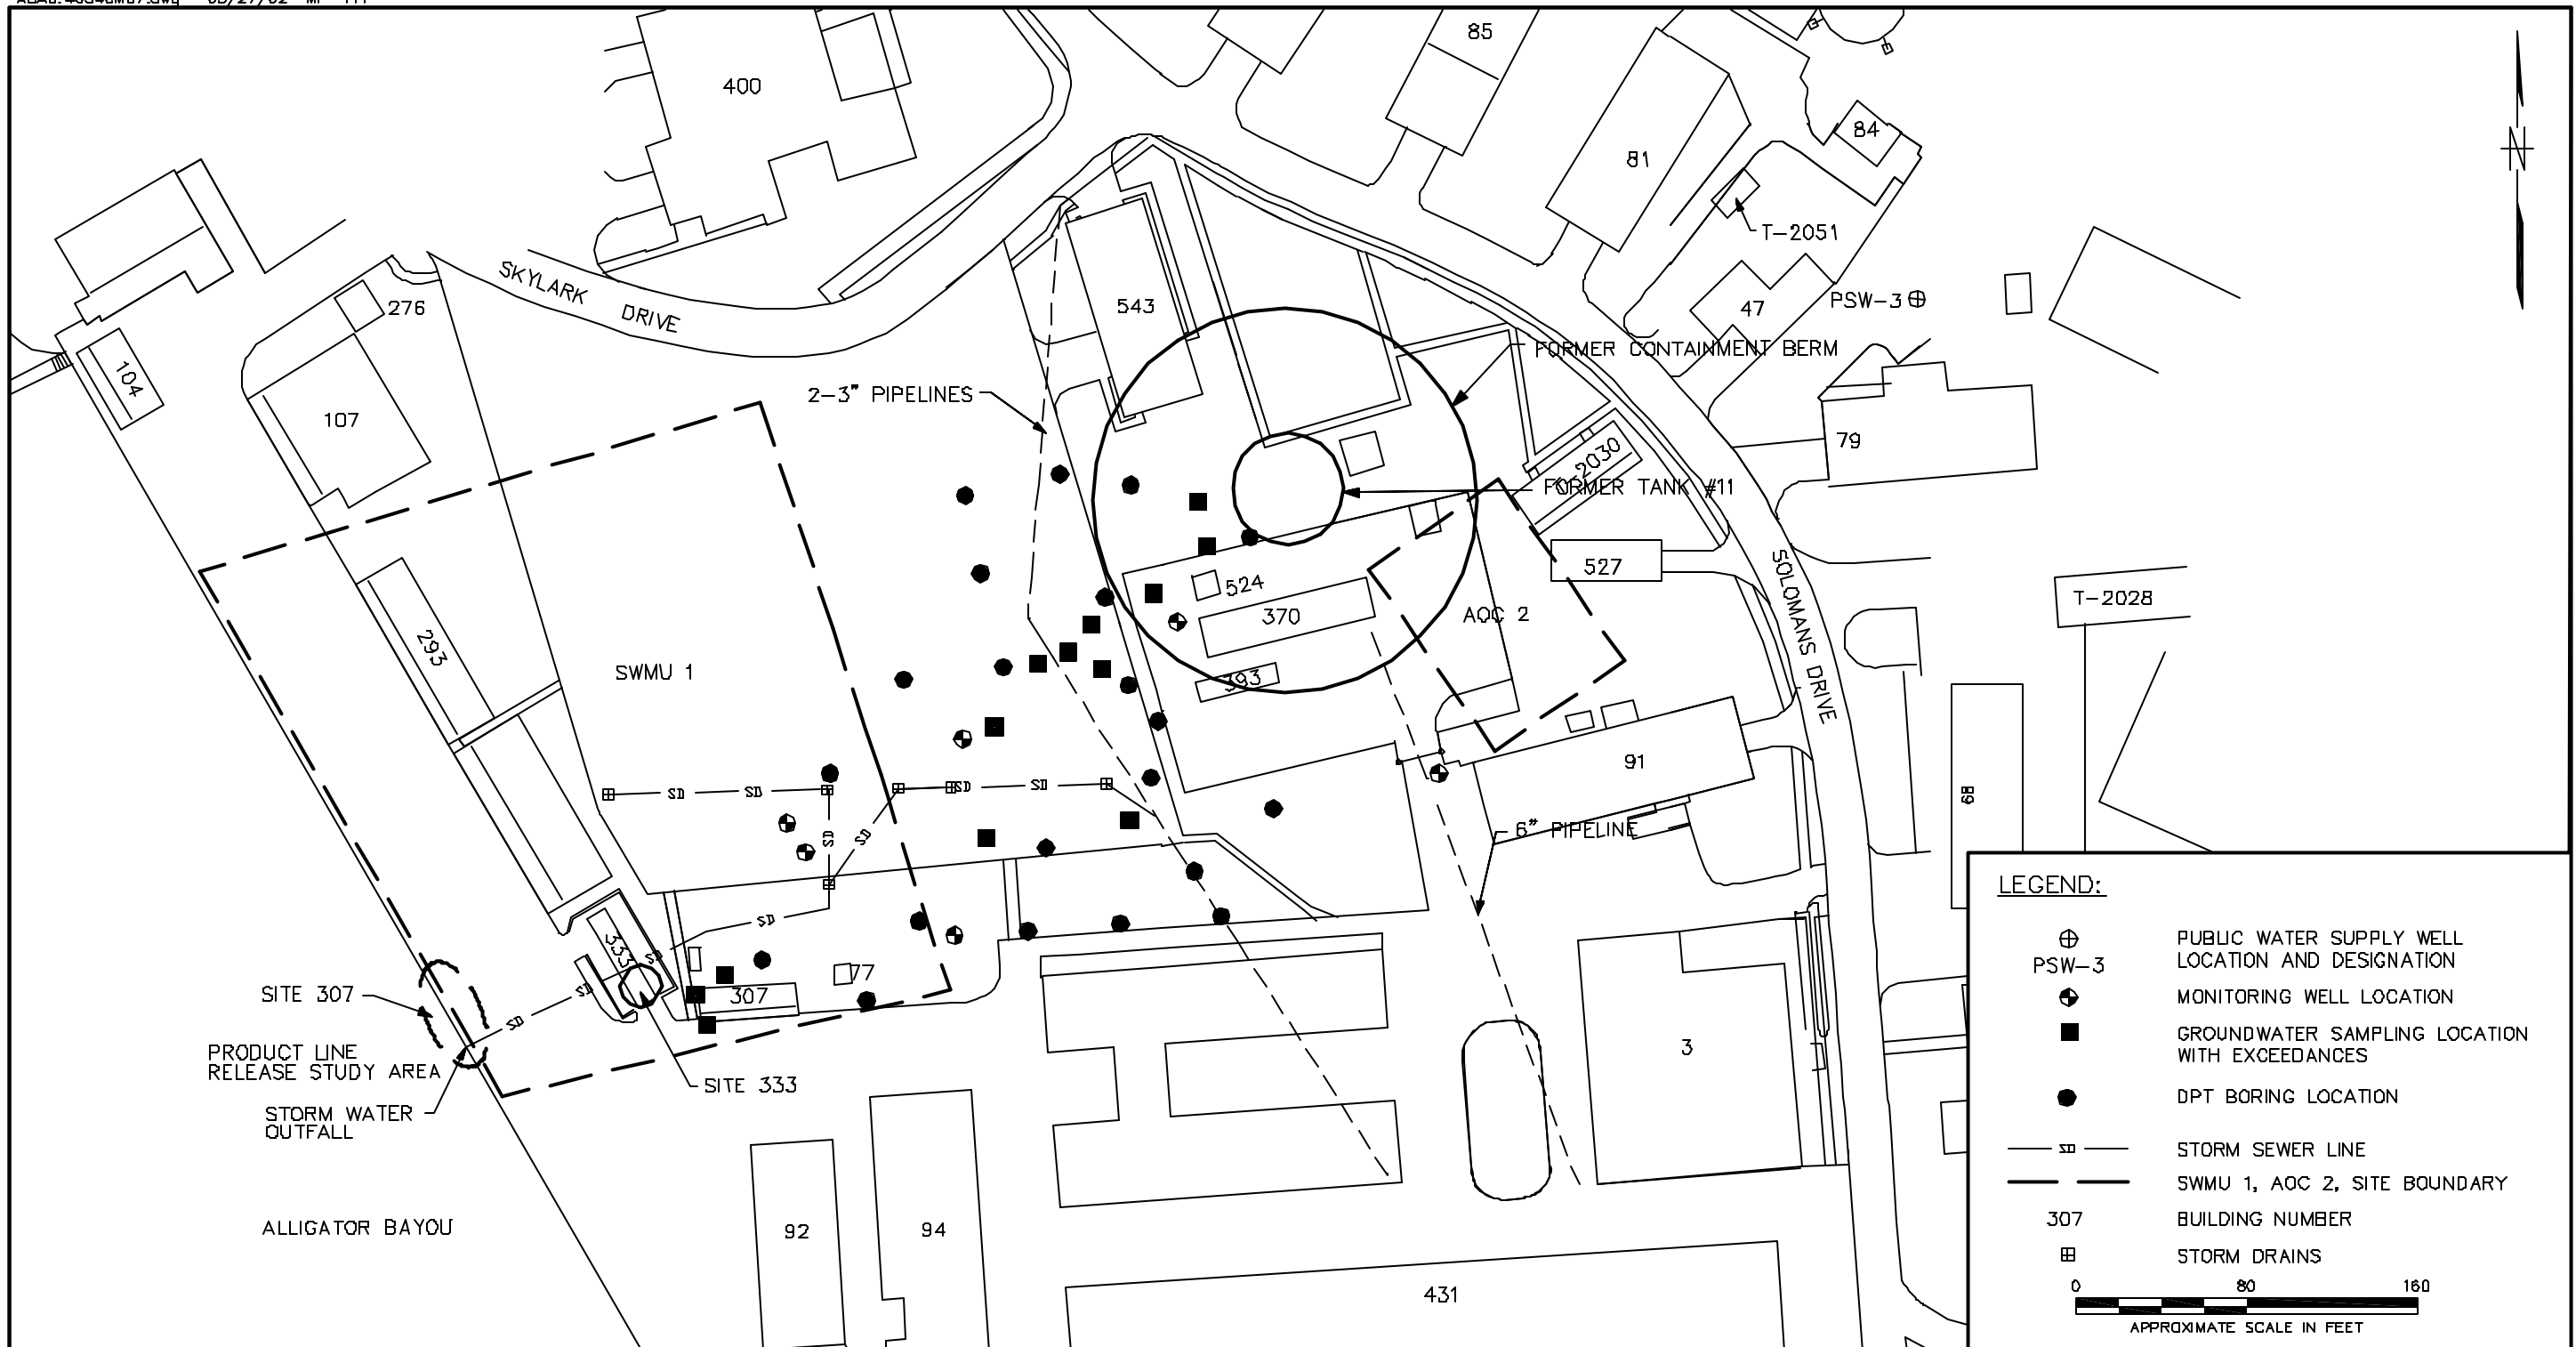 400
85
81
84
T-2051
47
PSW-3
276
SKYLARK DRIVE
543
104
107
FORMER CONTAINMENT BERM
2-3" PIPELINES
79
T-2030
FORMER TANK #11
527
524
370
AOC 2
SOLOMANS DRIVE
T-2028
293
SWMU 1
393
91
68
SD
SD
SD
SD
SD
SD
6" PIPELINE
SD
333
SD
SD
SD
77
307
SITE 307
3
PRODUCT LINE
RELEASE STUDY AREA
SITE 333
STORM WATER
OUTFALL
ALLIGATOR BAYOU
92
94
431
N
LEGEND:
PSW-3
PUBLIC WATER SUPPLY WELL
LOCATION AND DESIGNATION
MONITORING WELL LOCATION
GROUNDWATER SAMPLING LOCATION
WITH EXCEEDANCES
DPT BORING LOCATION
SD STORM SEWER LINE
SWMU 1, AOC 2, SITE BOUNDARY
307 BUILDING NUMBER
STORM DRAINS
0 80 160
APPROXIMATE SCALE IN FEET